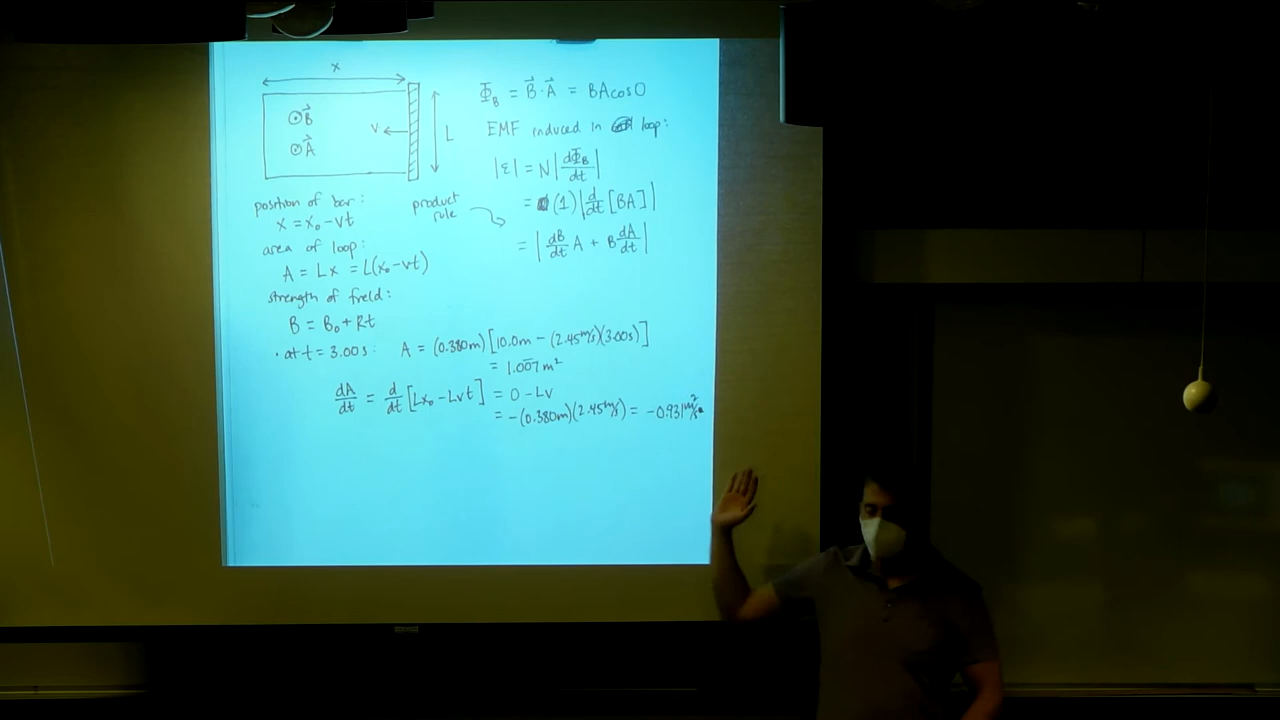 x
B⃗
A⃗
v
L
position of bar:
x = x₀ - vt
area of loop:
A = Lx = L(x₀ - vt)
strength of field:
B = B₀ + Rt
• at t = 3.00s: A = (0.380m)[10.0m - (2.45m/s)(3.00s)]
= 1.007m²
dA/dt = d/dt [Lx₀ - Lvt] = 0 - Lv
= -(0.380m)(2.45m/s) = -0.931m²/s
Φ_B = B⃗·A⃗ = BAcos0
EMF induced in loop:
|ε| = N|dΦ_B/dt|
= (1)|d/dt [BA]|
product
rule
= |dB/dt A + B dA/dt|